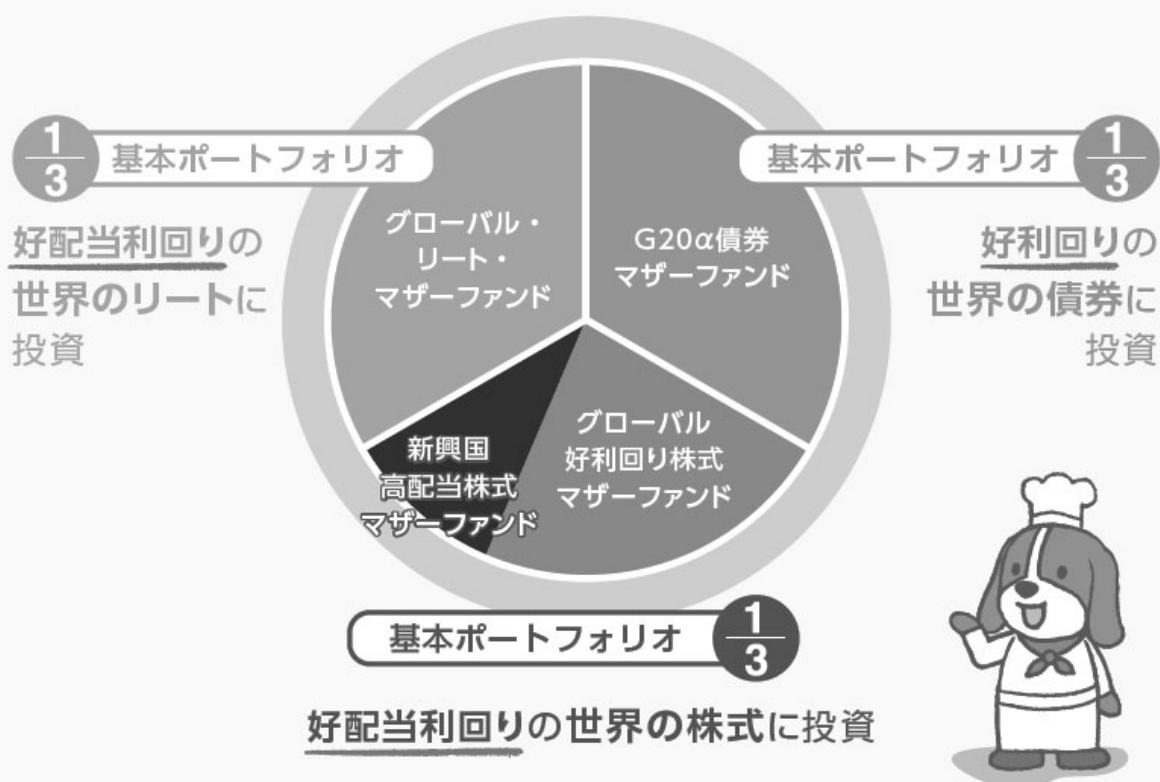 1/3 基本ポートフォリオ
好配当利回りの
世界のリートに
投資
グローバル・
リート・
マザーファンド
基本ポートフォリオ 1/3
好利回りの
世界の債券に
投資
G20α債券
マザーファンド
新興国
高配当株式
マザーファンド
グローバル
好利回り株式
マザーファンド
基本ポートフォリオ 1/3
好配当利回りの世界の株式に投資